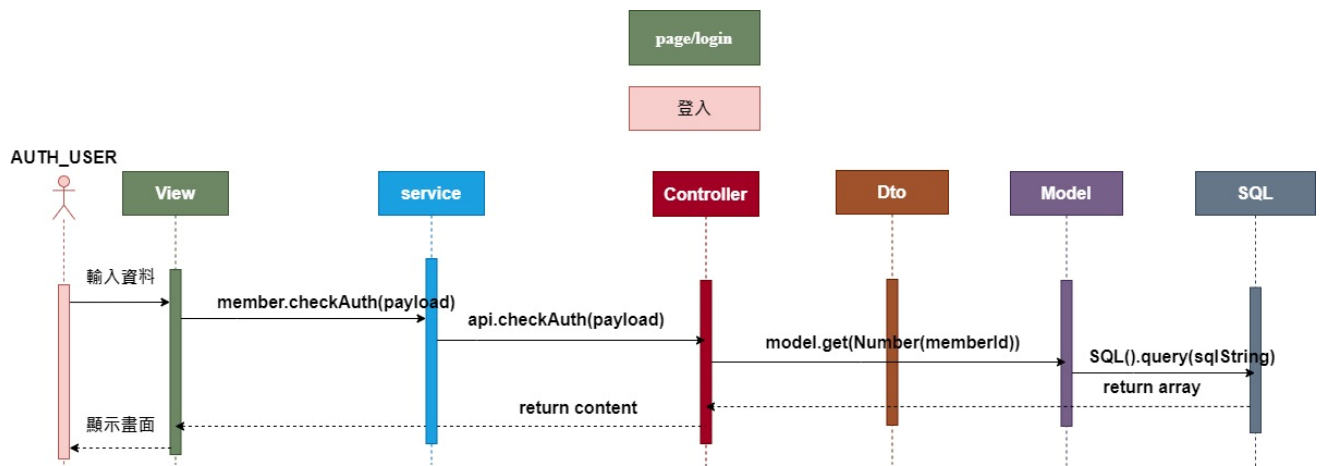 page/login
登入
AUTH_USER
View
service
Controller
Dto
Model
SQL
輸入資料
member.checkAuth(payload)
api.checkAuth(payload)
model.get(Number(memberId))
SQL().query(sqlString)
return array
return content
顯示畫面